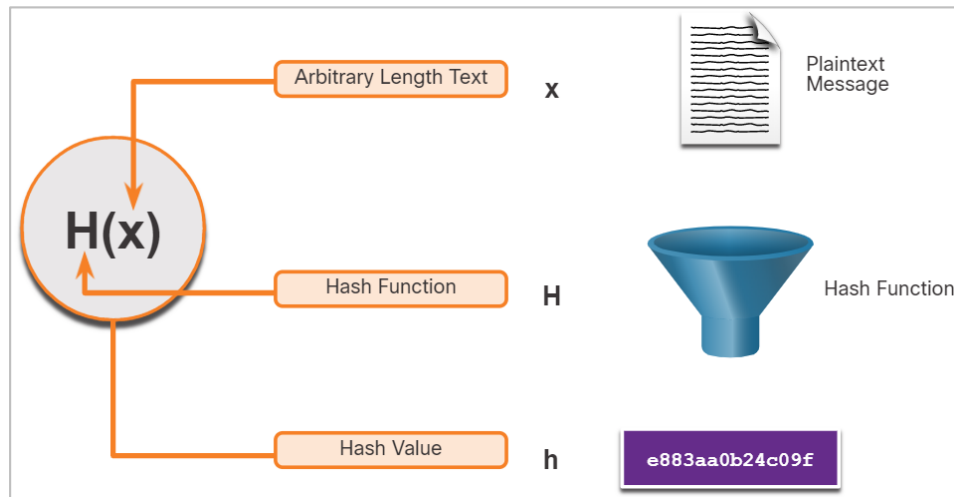 Arbitrary Length Text
x
Plaintext
Message
H(x)
Hash Function
H
Hash Function
Hash Value
h
e883aa0b24c09f